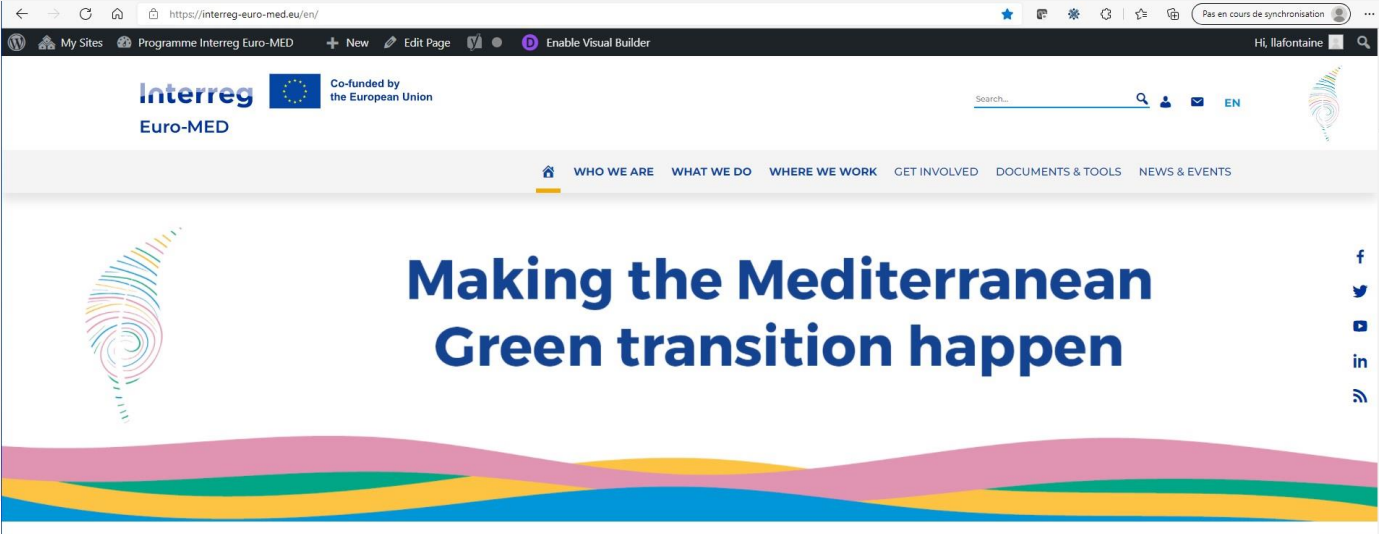 https://interreg-euro-med.eu/en/
Pas en cours de synchronisation
My Sites Programme Interreg Euro-MED New Edit Page Enable Visual Builder Hi, llafontaine
Interreg
Co-funded by
the European Union
Euro-MED
Search...
EN
WHO WE ARE WHAT WE DO WHERE WE WORK GET INVOLVED DOCUMENTS & TOOLS NEWS & EVENTS
Making the Mediterranean
Green transition happen